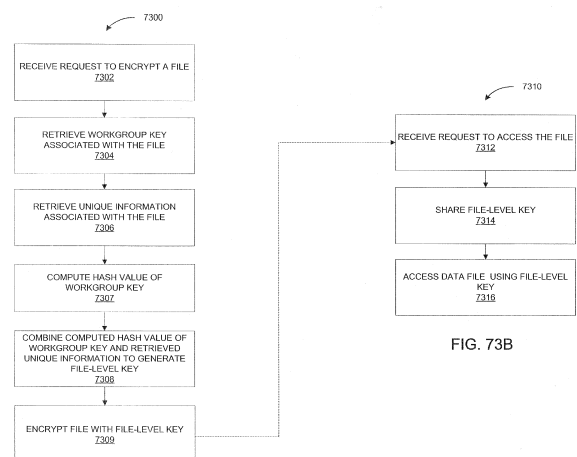 7300
RECEIVE REQUEST TO ENCRYPT A FILE
7302
RETRIEVE WORKGROUP KEY
ASSOCIATED WITH THE FILE
7304
RETRIEVE UNIQUE INFORMATION
ASSOCIATED WITH THE FILE
7306
COMPUTE HASH VALUE OF
WORKGROUP KEY
7307
COMBINE COMPUTED HASH VALUE OF
WORKGROUP KEY AND RETRIEVED
UNIQUE INFORMATION TO GENERATE
FILE-LEVEL KEY
7308
ENCRYPT FILE WITH FILE-LEVEL KEY
7309
7310
RECEIVE REQUEST TO ACCESS THE FILE
7312
SHARE FILE-LEVEL KEY
7314
ACCESS DATA FILE USING FILE-LEVEL
KEY
7316
FIG. 73B